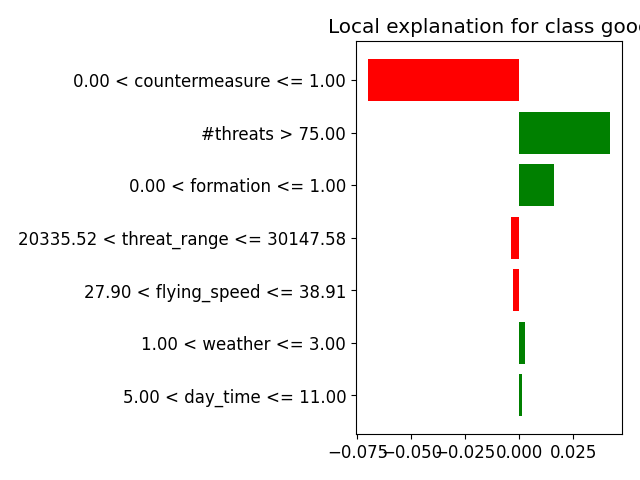 Local explanation for class good
0.00 < countermeasure <= 1.00
#threats > 75.00
0.00 < formation <= 1.00
20335.52 < threat_range <= 30147.58
27.90 < flying_speed <= 38.91
1.00 < weather <= 3.00
5.00 < day_time <= 11.00
−0.075 −0.050 −0.025 0.000 0.025